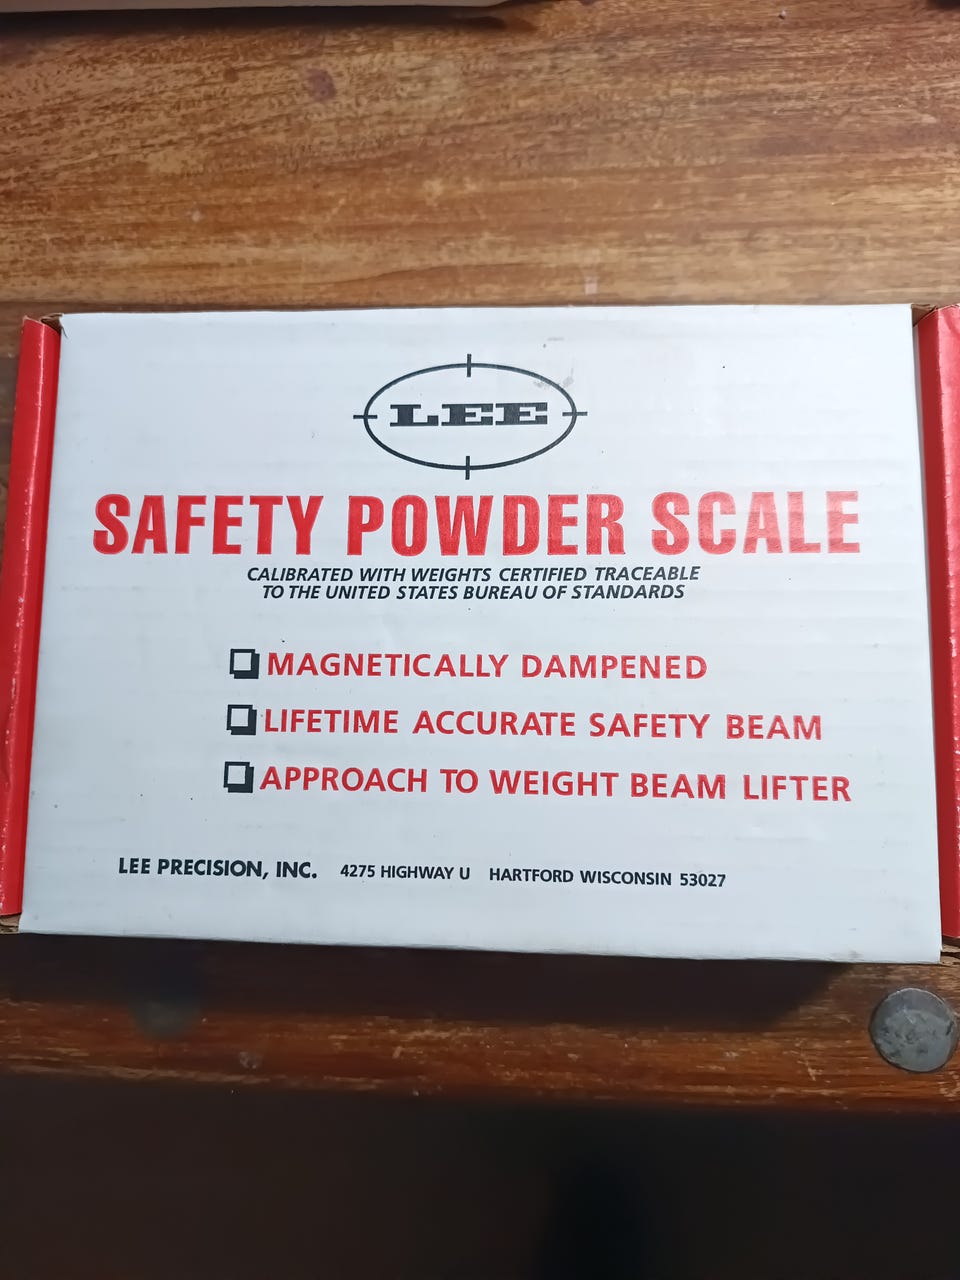 LEE
SAFETY POWDER SCALE
CALIBRATED WITH WEIGHTS CERTIFIED TRACEABLE
TO THE UNITED STATES BUREAU OF STANDARDS
MAGNETICALLY DAMPENED
LIFETIME ACCURATE SAFETY BEAM
APPROACH TO WEIGHT BEAM LIFTER
LEE PRECISION, INC. 4275 HIGHWAY U HARTFORD WISCONSIN 53027